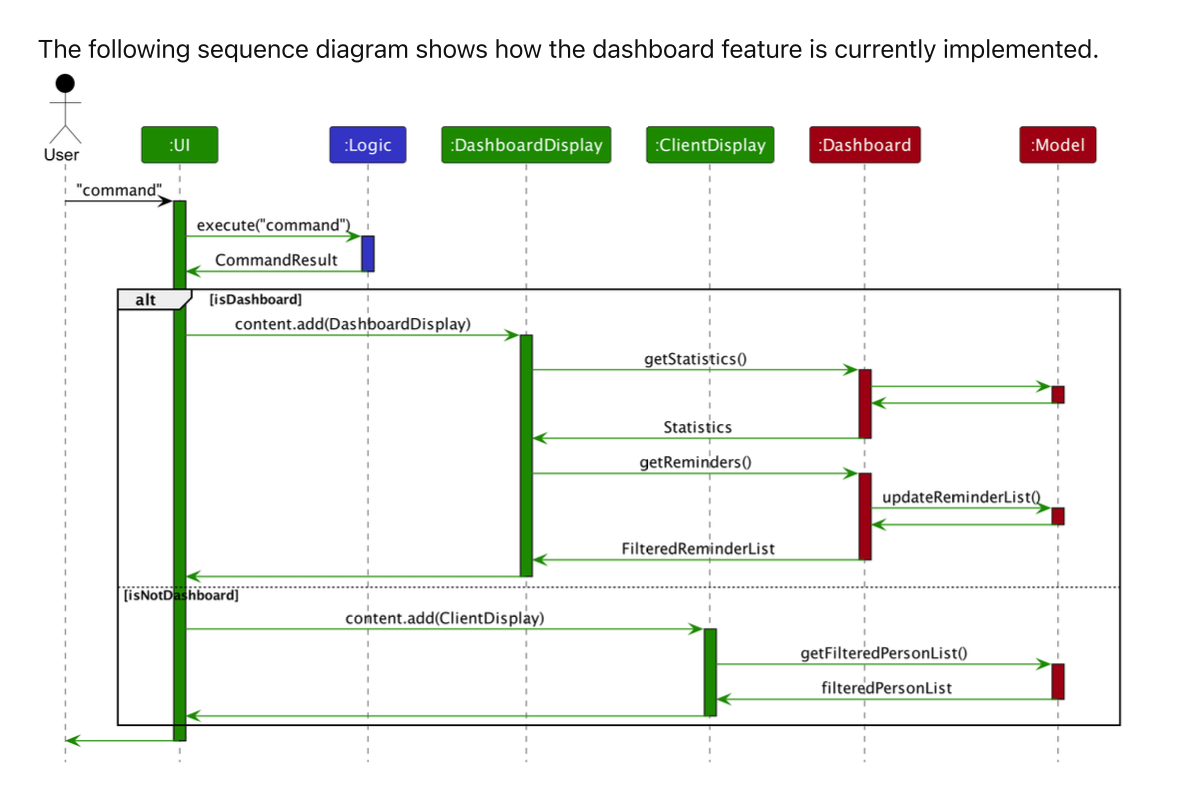 The following sequence diagram shows how the dashboard feature is currently implemented.
User
:UI
:Logic
:DashboardDisplay
:ClientDisplay
:Dashboard
:Model
"command"
execute("command")
CommandResult
alt
[isDashboard]
content.add(DashboardDisplay)
getStatistics()
Statistics
getReminders()
updateReminderList()
FilteredReminderList
[isNotDashboard]
content.add(ClientDisplay)
getFilteredPersonList()
filteredPersonList